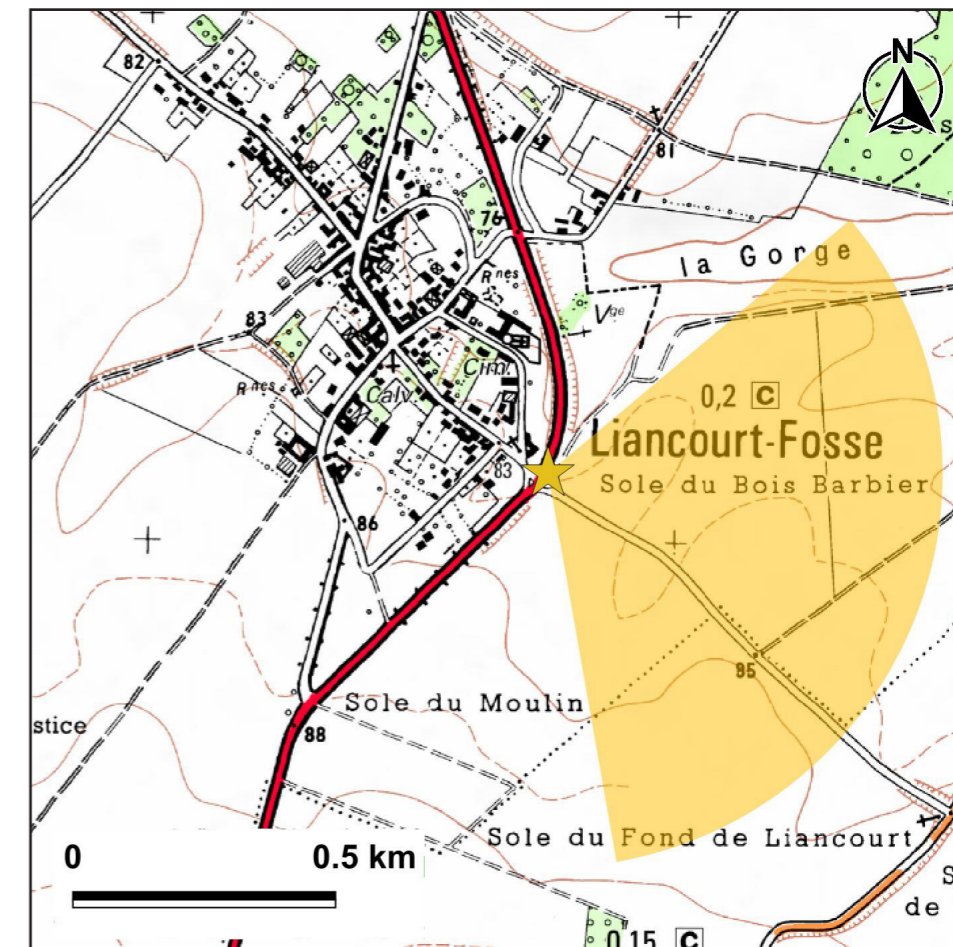 N
82
81
76
la Gorge
Rnes
Vge
83
0,2 C
Rnes
Calv.
Cim.
Liancourt-Fosse
83
Sole du Bois Barbier
86
85
Sole du Moulin
stice
88
Sole du Fond de Liancourt
0 0.5 km
S
de
0,15 C